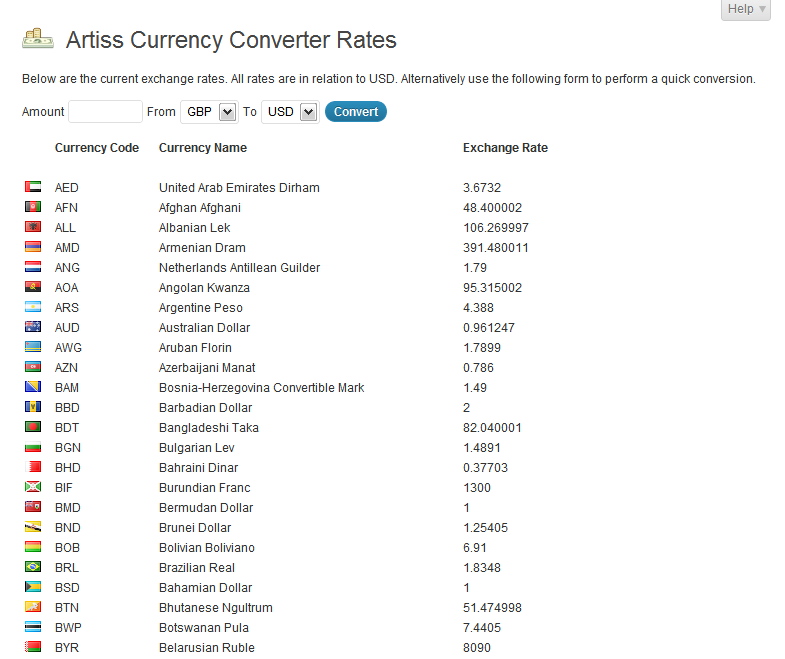 Help
Artiss Currency Converter Rates
Below are the current exchange rates. All rates are in relation to USD. Alternatively use the following form to perform a quick conversion.
Amount From GBP To USD Convert
Currency Code Currency Name Exchange Rate
AED United Arab Emirates Dirham 3.6732
AFN Afghan Afghani 48.400002
ALL Albanian Lek 106.269997
AMD Armenian Dram 391.480011
ANG Netherlands Antillean Guilder 1.79
AOA Angolan Kwanza 95.315002
ARS Argentine Peso 4.388
AUD Australian Dollar 0.961247
AWG Aruban Florin 1.7899
AZN Azerbaijani Manat 0.786
BAM Bosnia-Herzegovina Convertible Mark 1.49
BBD Barbadian Dollar 2
BDT Bangladeshi Taka 82.040001
BGN Bulgarian Lev 1.4891
BHD Bahraini Dinar 0.37703
BIF Burundian Franc 1300
BMD Bermudan Dollar 1
BND Brunei Dollar 1.25405
BOB Bolivian Boliviano 6.91
BRL Brazilian Real 1.8348
BSD Bahamian Dollar 1
BTN Bhutanese Ngultrum 51.474998
BWP Botswanan Pula 7.4405
BYR Belarusian Ruble 8090